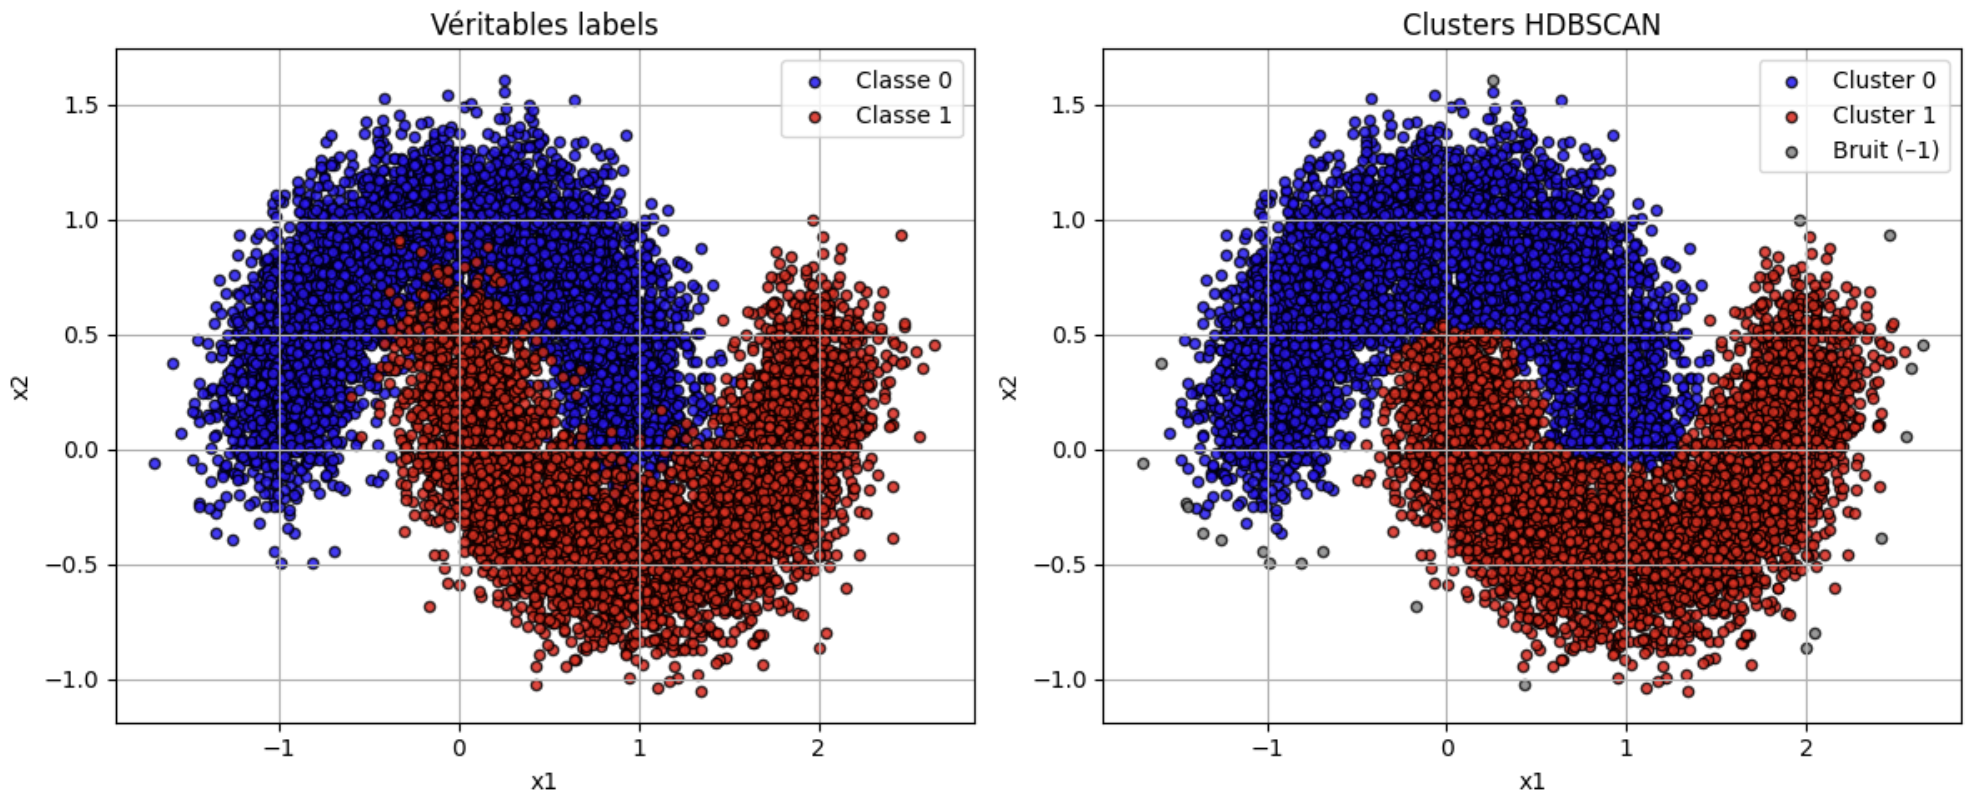 Véritables labels
Classe 0
Classe 1
1.5
1.0
0.5
0.0
−0.5
−1.0
x2
−1
0
1
2
x1
Clusters HDBSCAN
Cluster 0
Cluster 1
Bruit (–1)
1.5
1.0
0.5
0.0
−0.5
−1.0
x2
−1
0
1
2
x1